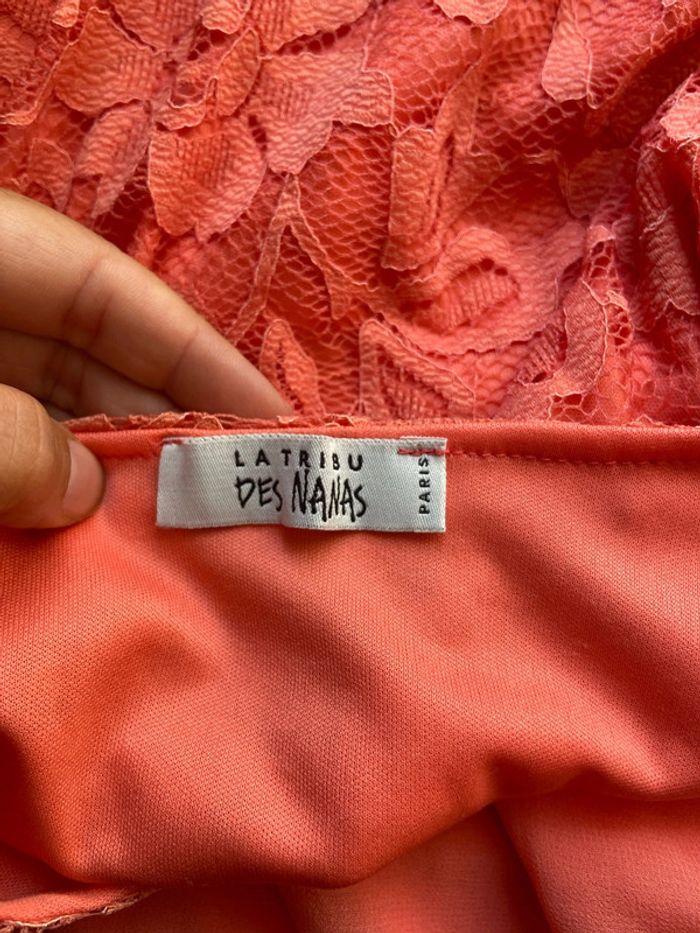 LA TRIBU
DES NANAS
PARIS